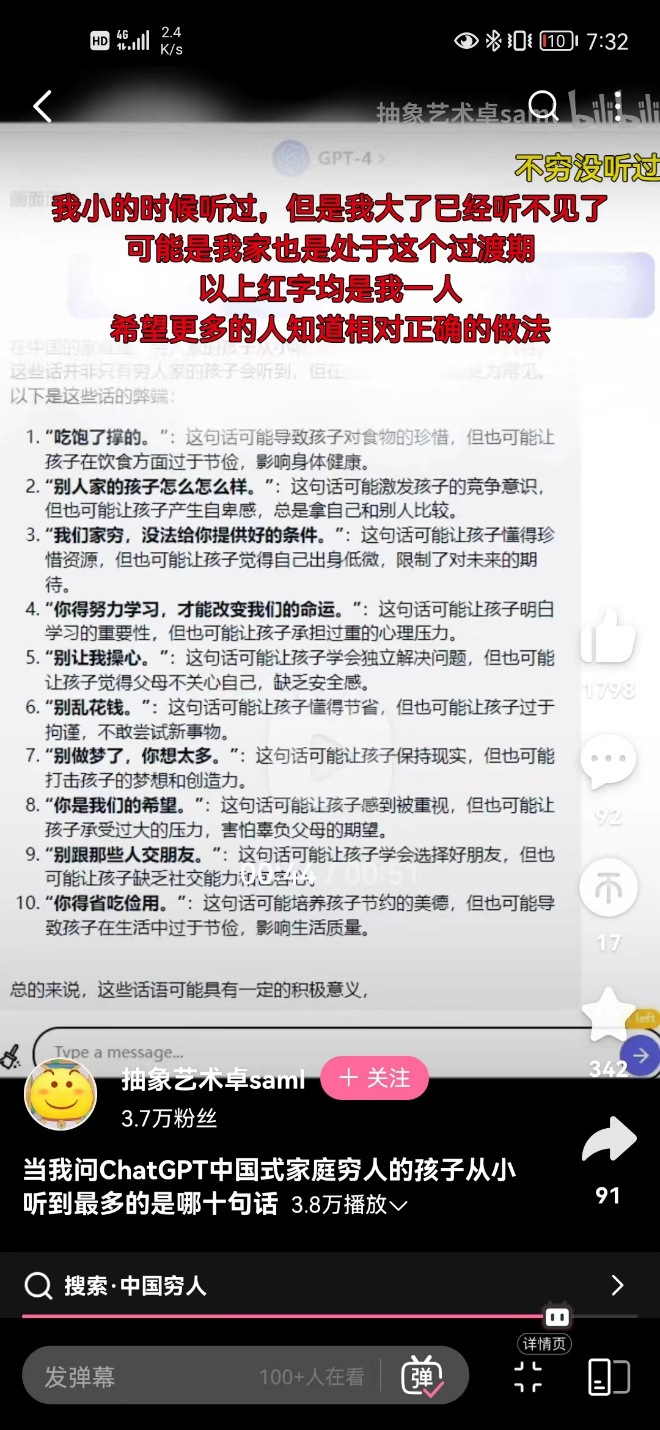 HD 4G 2.4 K/s 10 7:32
抽象艺术卓saml bilibili
GPT-4 >
不穷没听过
我小的时候听过，但是我大了已经听不见了
可能是我家也是处于这个过渡期
以上红字均是我一人
希望更多的人知道相对正确的做法
这些话并非只有穷人家的孩子会听到，但在
更为常见。
以下是这些话的弊端：
1. “吃饱了撑的。”：这句话可能导致孩子对食物的珍惜，但也可能让
孩子在饮食方面过于节俭，影响身体健康。
2. “别人家的孩子怎么怎么样。”：这句话可能激发孩子的竞争意识，
但也可能让孩子产生自卑感，总是拿自己和别人比较。
3. “我们家穷，没法给你提供好的条件。”：这句话可能让孩子懂得珍
惜资源，但也可能让孩子觉得自己出身低微，限制了对未来的期
待。
4. “你得努力学习，才能改变我们的命运。”：这句话可能让孩子明白
学习的重要性，但也可能让孩子承担过重的心理压力。
5. “别让我操心。”：这句话可能让孩子学会独立解决问题，但也可能
让孩子觉得父母不关心自己，缺乏安全感。
6. “别乱花钱。”：这句话可能让孩子懂得节省，但也可能让孩子过于
拘谨，不敢尝试新事物。
7. “别做梦了，你想太多。”：这句话可能让孩子保持现实，但也可能
打击孩子的梦想和创造力。
8. “你是我们的希望。”：这句话可能让孩子感到被重视，但也可能让
孩子承受过大的压力，害怕辜负父母的期望。
9. “别跟那些人交朋友。”：这句话可能让孩子学会选择好朋友，但也
可能让孩子缺乏社交能力
00:44 / 00:51
10. “你得省吃俭用。”：这句话可能培养孩子节约的美德，但也可能导
致孩子在生活中过于节俭，影响生活质量。
总的来说，这些话语可能具有一定的积极意义，
1798
92
17
left
342
Type a message...
抽象艺术卓saml
+ 关注
3.7万粉丝
91
当我问ChatGPT中国式家庭穷人的孩子从小
听到最多的是哪十句话 3.8万播放
搜索·中国穷人
详情页
发弹幕
100+人在看
弹